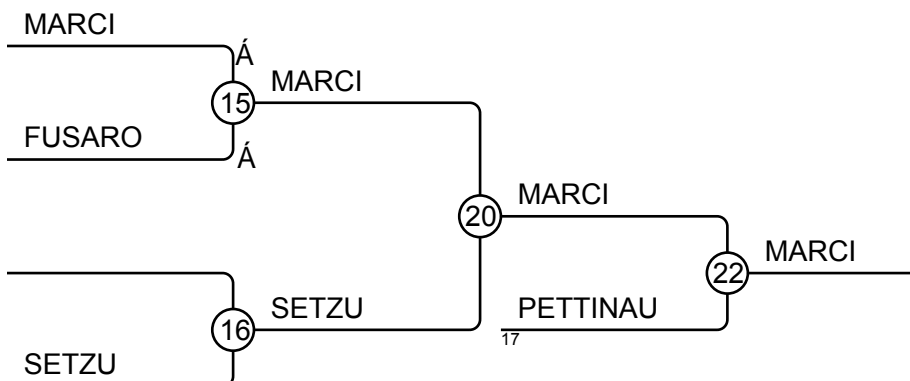 MARCI
Á
15
MARCI
FUSARO
Á
20
MARCI
22
MARCI
16
SETZU
PETTINAU
17
SETZU